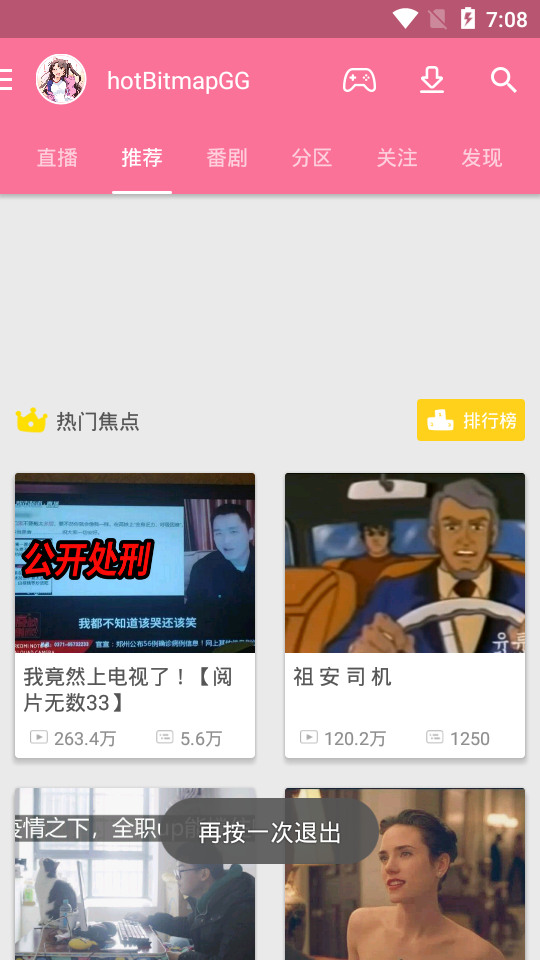 7:08
hotBitmapGG
直播 推荐 番剧 分区 关注 发现
热门焦点
排行榜
公开处刑
我都不知道该哭还该笑
我竟然上电视了！【阅
片无数33】
263.4万 5.6万
祖 安 司 机
120.2万 1250
疫情之下，全职up能
再按一次退出